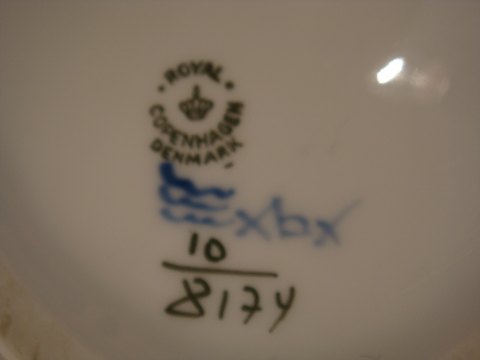 ROYAL
COPENHAGEN
DENMARK
xbx
10
8174